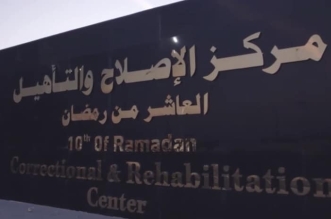 مركز الإصلاح والتأهيل
العاشر من رمضان
10th Of Ramadan
Correctional & Rehabilitation
Center